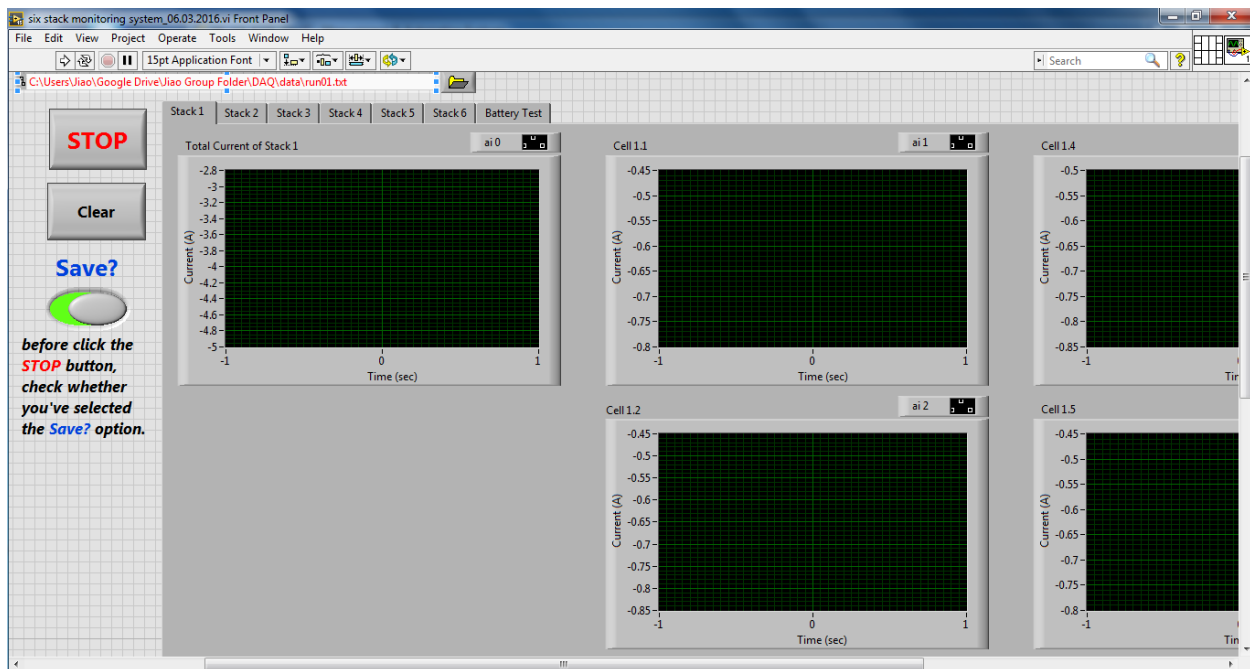 six stack monitoring system_06.03.2016.vi Front Panel
File Edit View Project Operate Tools Window Help
15pt Application Font
Search
?
1
C:\Users\Jiao\Google Drive\Jiao Group Folder\DAQ\data\run01.txt
Stack 1 Stack 2 Stack 3 Stack 4 Stack 5 Stack 6 Battery Test
STOP
Clear
Save?
before click the
STOP button,
check whether
you've selected
the Save? option.
Total Current of Stack 1
ai 0
Current (A)
-2.8
-3
-3.2
-3.4
-3.6
-3.8
-4
-4.2
-4.4
-4.6
-4.8
-5
-1 0 1 0
Time (sec)
Cell 1.1
ai 1
Current (A)
-0.45
-0.5
-0.55
-0.6
-0.65
-0.7
-0.75
-0.8
-1 0 1
Time (sec)
Cell 1.4
Current (A)
-0.5
-0.6
-0.65
-0.7
-0.75
-0.8
-0.85
-1
Cell 1.2
ai 2
Current (A)
-0.45
-0.5
-0.55
-0.6
-0.65
-0.7
-0.75
-0.8
-0.85
-1 0 1
Time (sec)
Cell 1.5
Current (A)
-0.45
-0.5
-0.55
-0.6
-0.65
-0.7
-0.75
-0.8
-1